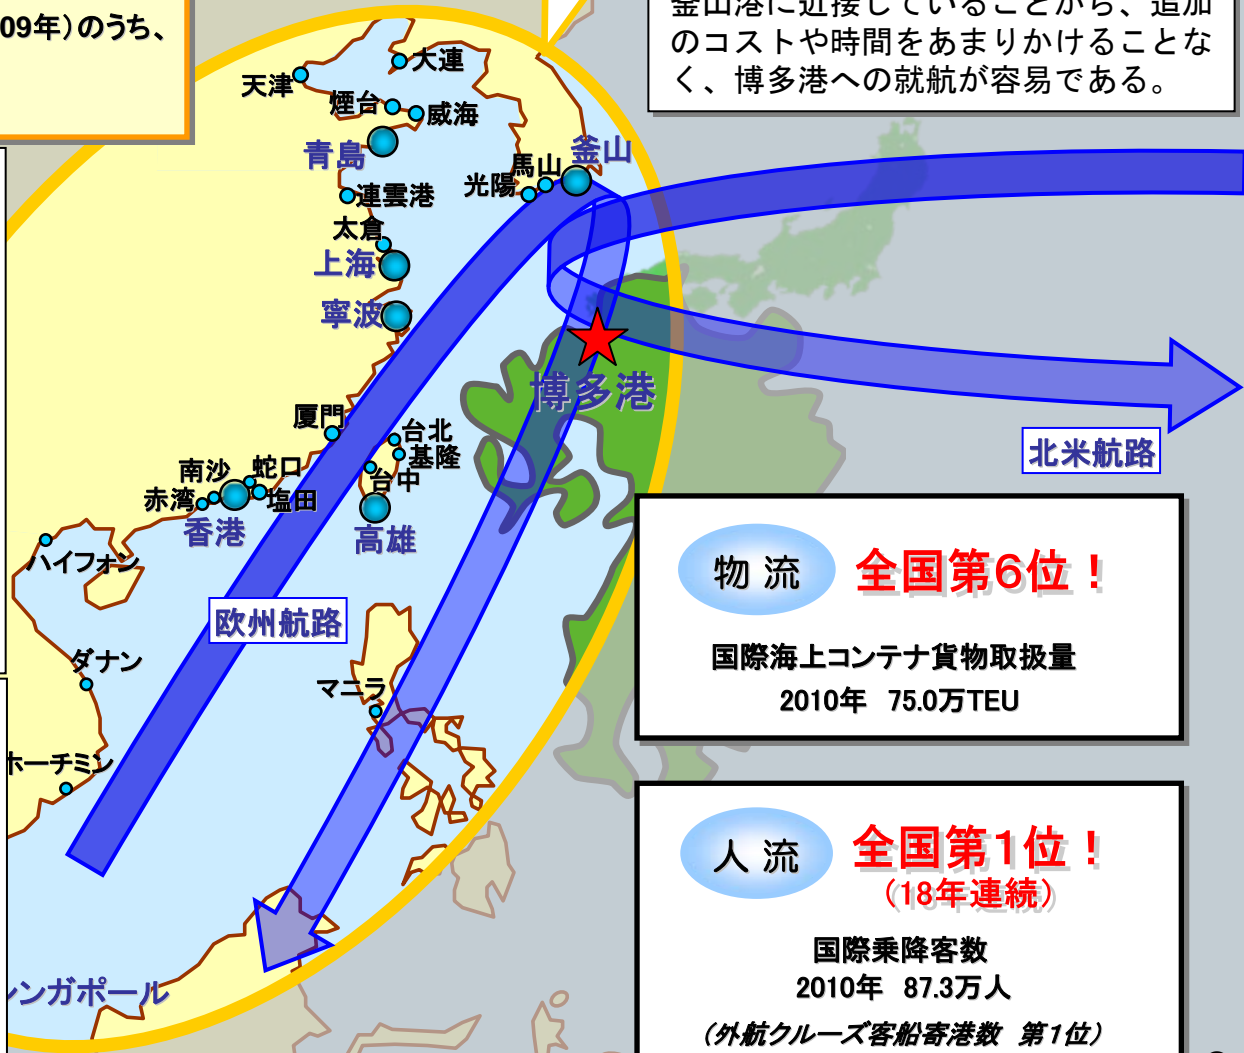 09年）のうち、
釜山港に近接していることから、追加
のコストや時間をあまりかけることな
く、博多港への就航が容易である。
大連
天津
煙台
威海
青島
釜山
馬山
光陽
連雲港
太倉
上海
寧波
博多港
厦門
台北
基隆
台中
南沙
蛇口
赤湾
塩田
香港
高雄
北米航路
ハイフォン
欧州航路
ダナン
マニラ
ホーチミン
ンガポール
物 流
全国第６位！
国際海上コンテナ貨物取扱量
2010年　75.0万TEU
人 流
全国第１位！
（18年連続）
国際乗降客数
2010年　87.3万人
（外航クルーズ客船寄港数　第1位）